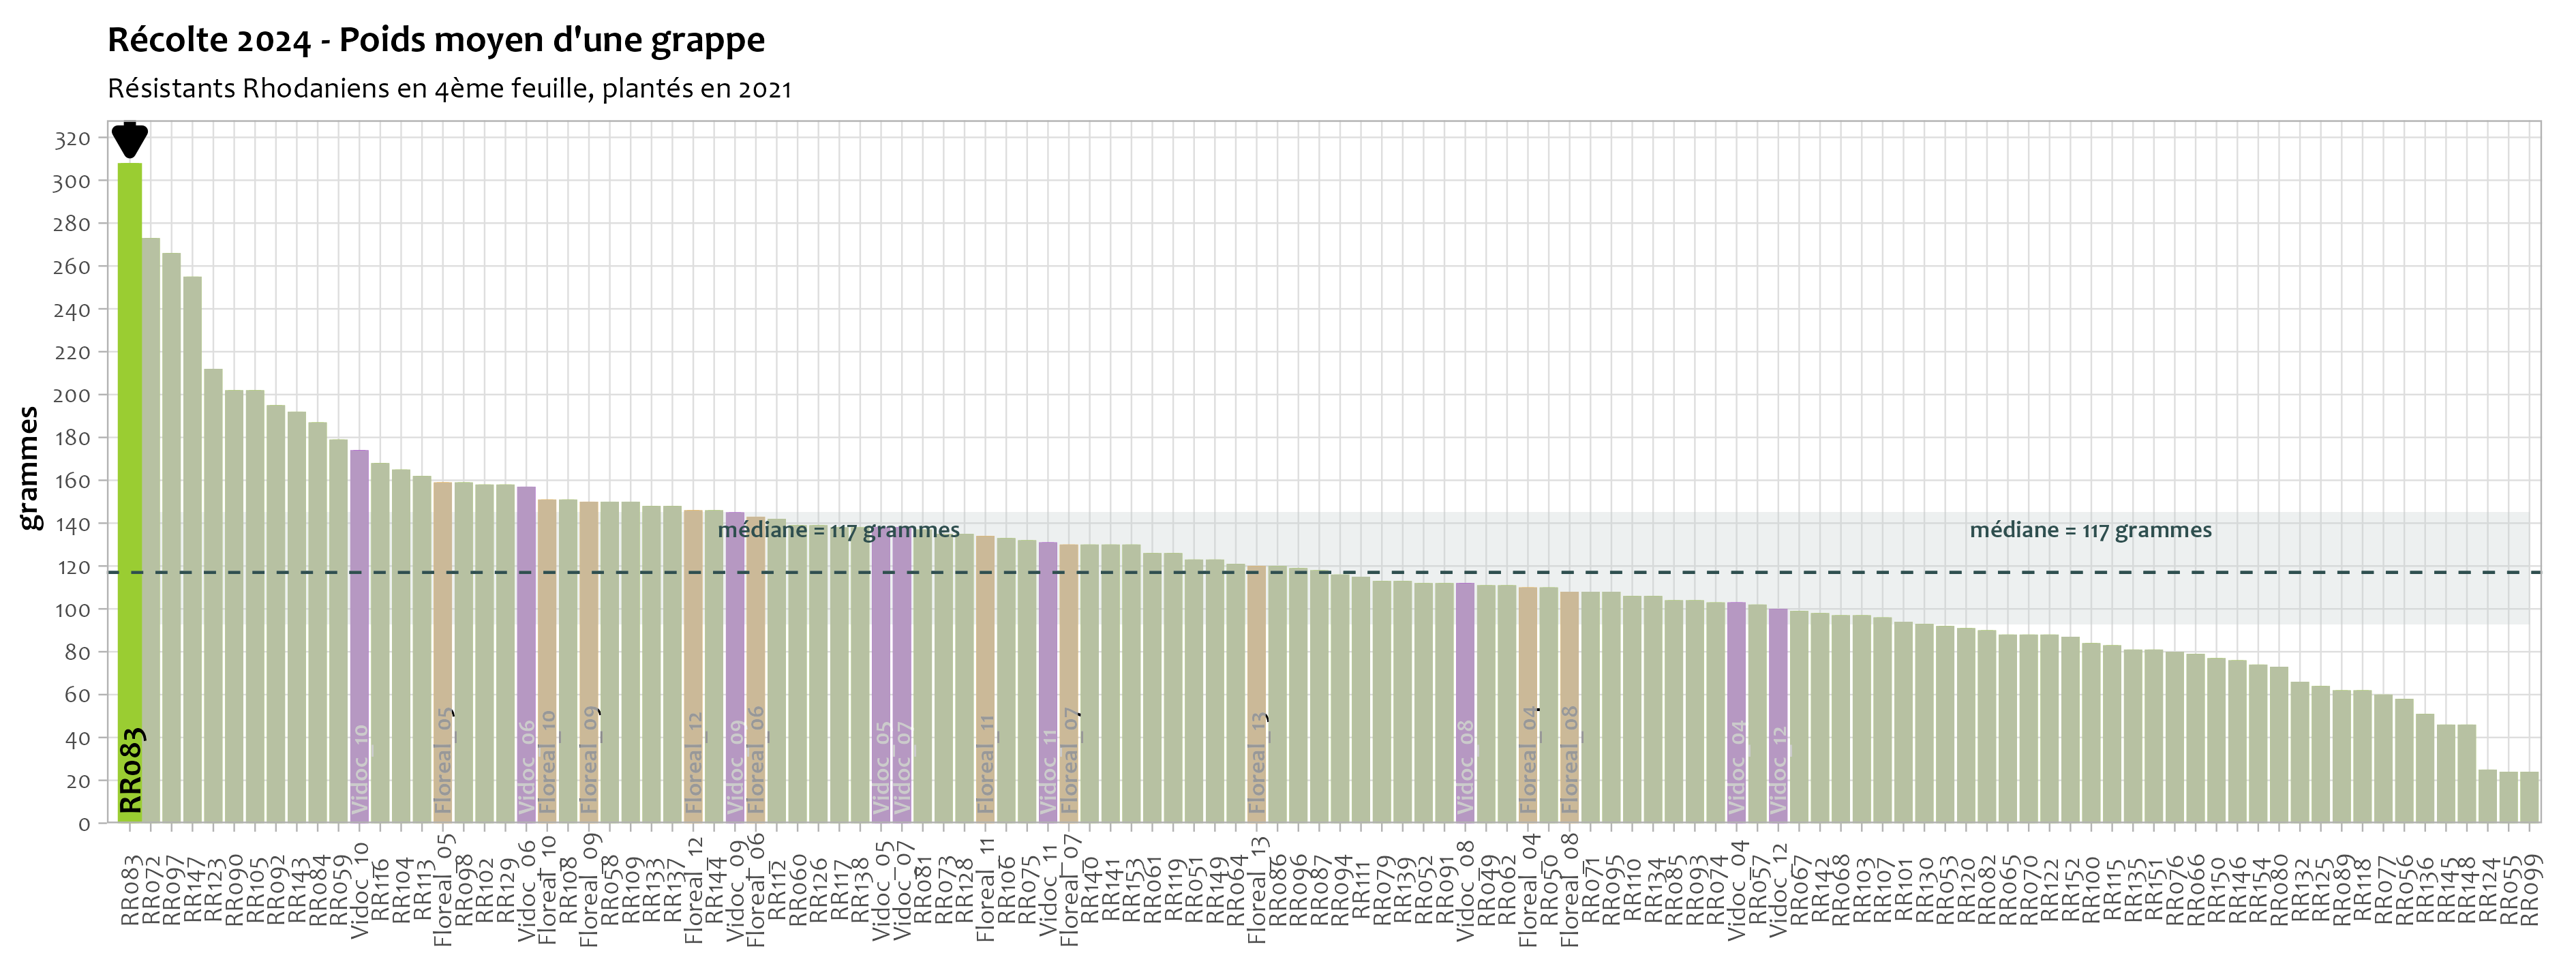 Récolte 2024 - Poids moyen d'une grappe
Résistants Rhodaniens en 4ème feuille, plantés en 2021
grammes
320
300
280
260
240
220
200
180
160
140
120
100
80
60
40
20
0
médiane = 117 grammes
médiane = 117 grammes
RR083
Vidoc_10
Floreal_05
Vidoc_06
Floreal_10
Floreal_09
Floreal_12
Vidoc_09
Floreal_06
Vidoc_05
Vidoc_07
Floreal_11
Vidoc_11
Floreal_07
Floreal_13
Vidoc_08
Floreal_04
Floreal_08
Vidoc_04
Vidoc_12
RR083
RR072
RR097
RR147
RR123
RR090
RR105
RR092
RR143
RR084
RR059
Vidoc_10
RR116
RR104
RR113
Floreal_05
RR098
RR102
RR129
Vidoc_06
Floreal_10
RR108
Floreal_09
RR058
RR109
RR133
RR137
Floreal_12
RR144
Vidoc_09
Floreal_06
RR112
RR060
RR126
RR117
RR138
Vidoc_05
Vidoc_07
RR081
RR073
RR128
Floreal_11
RR106
RR075
Vidoc_11
Floreal_07
RR140
RR141
RR153
RR061
RR119
RR051
RR149
RR064
Floreal_13
RR086
RR096
RR087
RR094
RR111
RR079
RR139
RR052
RR091
Vidoc_08
RR049
RR062
Floreal_04
RR050
Floreal_08
RR071
RR095
RR110
RR134
RR085
RR093
RR074
Vidoc_04
RR057
Vidoc_12
RR067
RR142
RR068
RR103
RR107
RR101
RR130
RR053
RR120
RR082
RR065
RR070
RR122
RR152
RR100
RR115
RR135
RR151
RR076
RR066
RR150
RR146
RR154
RR080
RR132
RR125
RR089
RR118
RR077
RR056
RR136
RR145
RR148
RR124
RR055
RR099